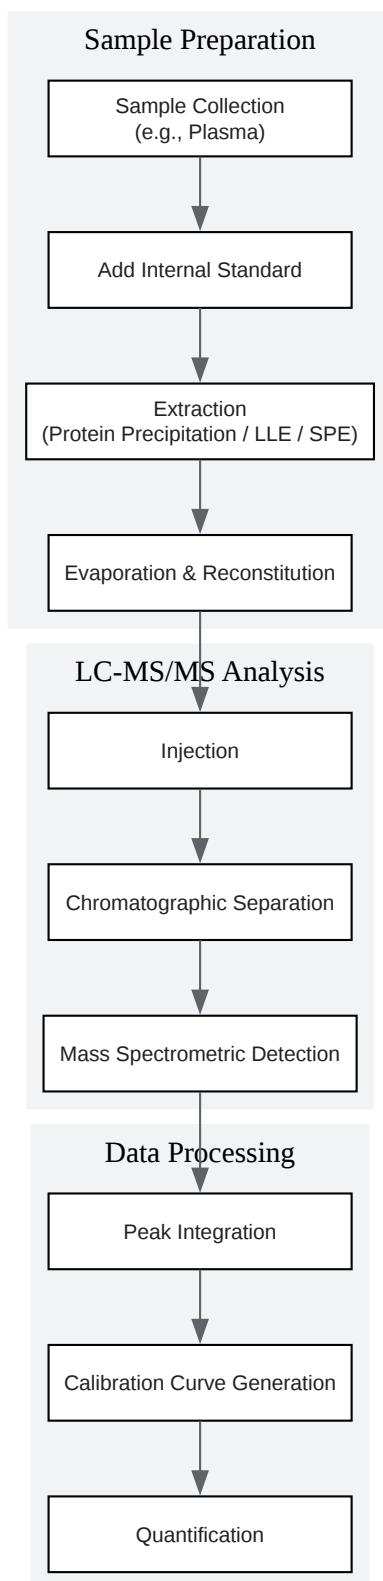 Sample Preparation
Sample Collection
(e.g., Plasma)
Add Internal Standard
Extraction
(Protein Precipitation / LLE / SPE)
Evaporation & Reconstitution
LC-MS/MS Analysis
Injection
Chromatographic Separation
Mass Spectrometric Detection
Data Processing
Peak Integration
Calibration Curve Generation
Quantification